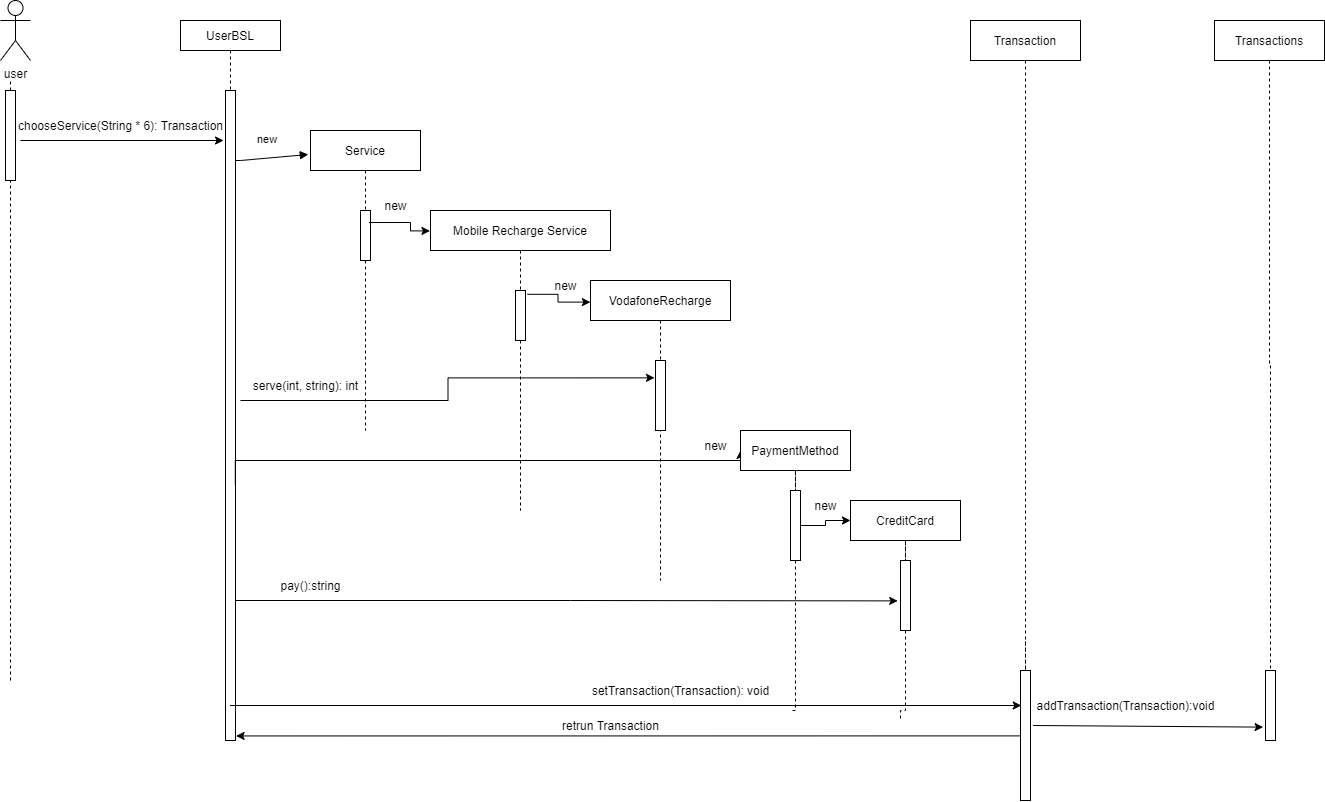 user
UserBSL
Transaction
Transactions
chooseService(String * 6): Transaction
new
Service
new
Mobile Recharge Service
new
VodafoneRecharge
serve(int, string): int
new
PaymentMethod
new
CreditCard
pay():string
setTransaction(Transaction): void
addTransaction(Transaction):void
retrun Transaction